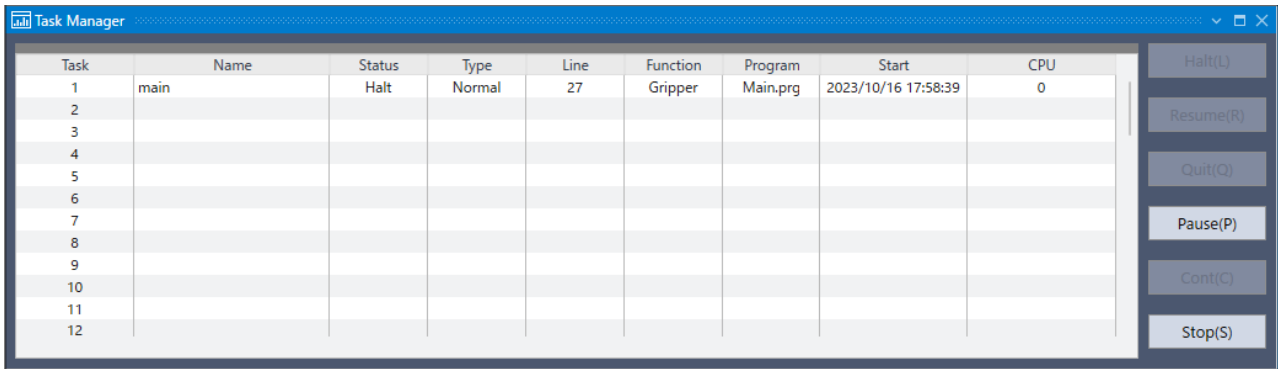 Task Manager
Task Name Status Type Line Function Program Start CPU
1 main Halt Normal 27 Gripper Main.prg 2023/10/16 17:58:39 0
2
3
4
5
6
7
8
9
10
11
12
Halt(L)
Resume(R)
Quit(Q)
Pause(P)
Cont(C)
Stop(S)